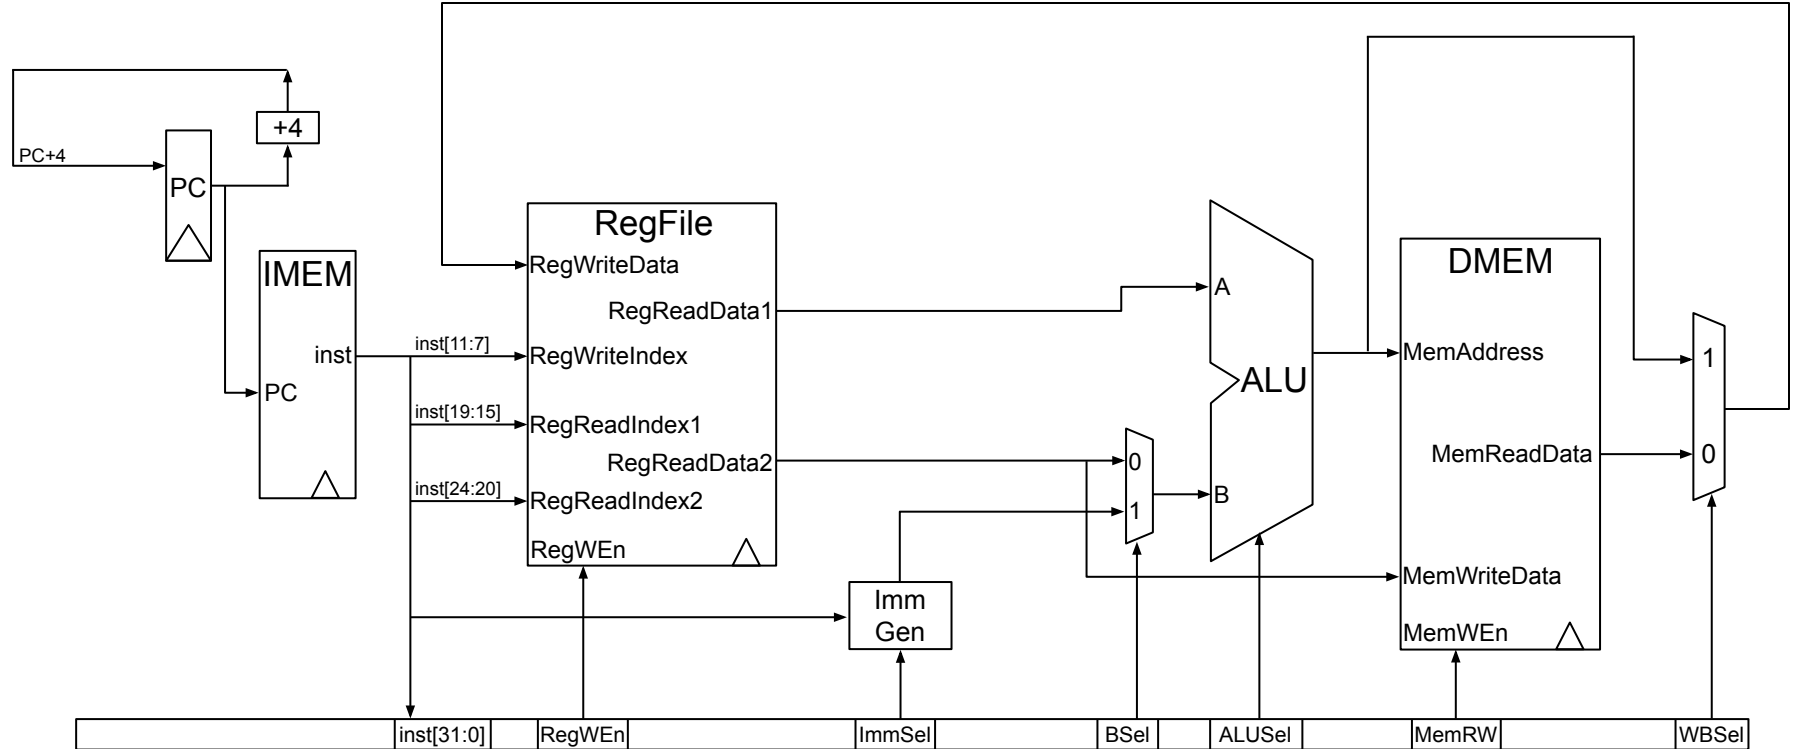 +4
PC+4
PC
RegFile
IMEM
DMEM
RegWriteData
A
RegReadData1
inst
inst[11:7]
RegWriteIndex
MemAddress
1
ALU
PC
inst[19:15]
RegReadIndex1
RegReadData2
0
MemReadData
0
inst[24:20]
RegReadIndex2
1
B
RegWEn
MemWriteData
Imm
Gen
MemWEn
inst[31:0]
RegWEn
ImmSel
BSel
ALUSel
MemRW
WBSel